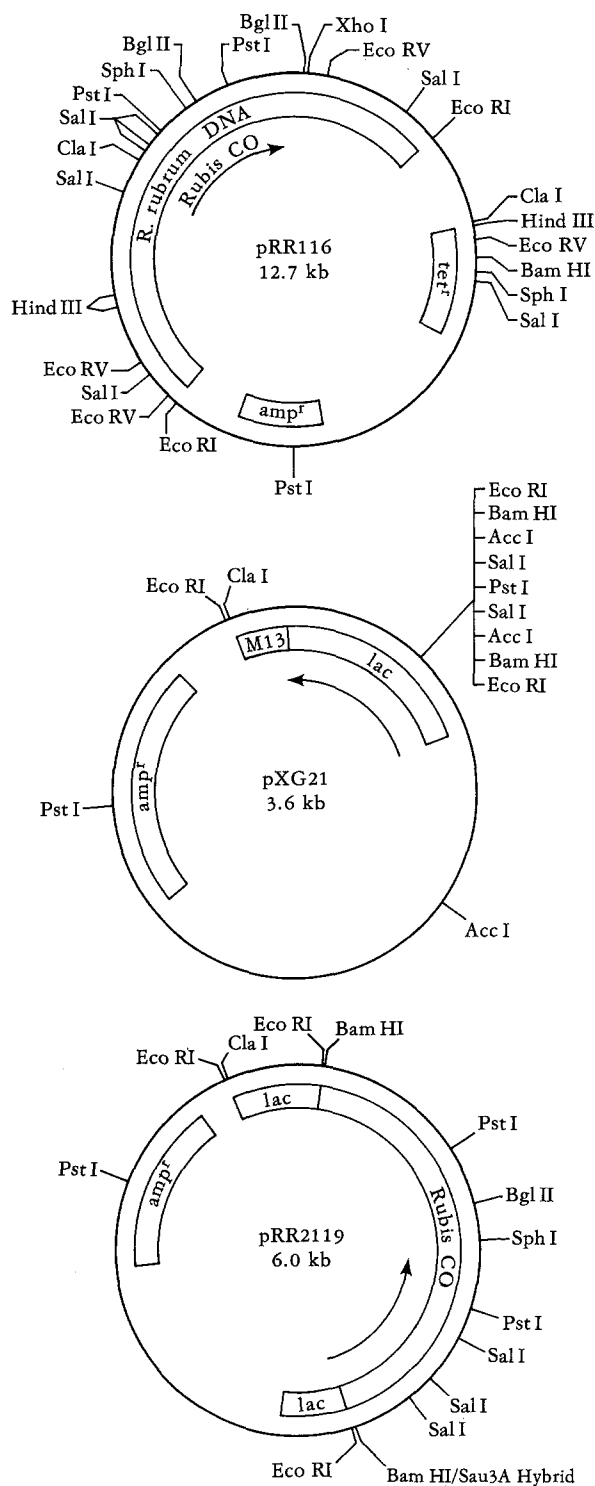 Bgl II
Xho I
Pst I
Eco RV
Bgl II
Sph I
Sal I
Pst I
Eco RI
Sal I
Cla I
Sal I
R. rubrum DNA
Rubis CO
Cla I
Hind III
pRR116
Eco RV
12.7 kb
Bam HI
tetʳ
Sph I
Sal I
Hind III
Eco RV
Sal I
Eco RV
ampʳ
Eco RI
Pst I
Eco RI
Bam HI
Acc I
Sal I
Pst I
Sal I
Acc I
Bam HI
Eco RI
Eco RI
Cla I
M13
lac
ampʳ
pXG21
3.6 kb
Pst I
Acc I
Eco RI
Bam HI
Eco RI
Cla I
lac
Pst I
Pst I
ampʳ
Bgl II
Rubis CO
pRR2119
Sph I
6.0 kb
Pst I
Sal I
Sal I
lac
Sal I
Eco RI
Bam HI/Sau3A Hybrid